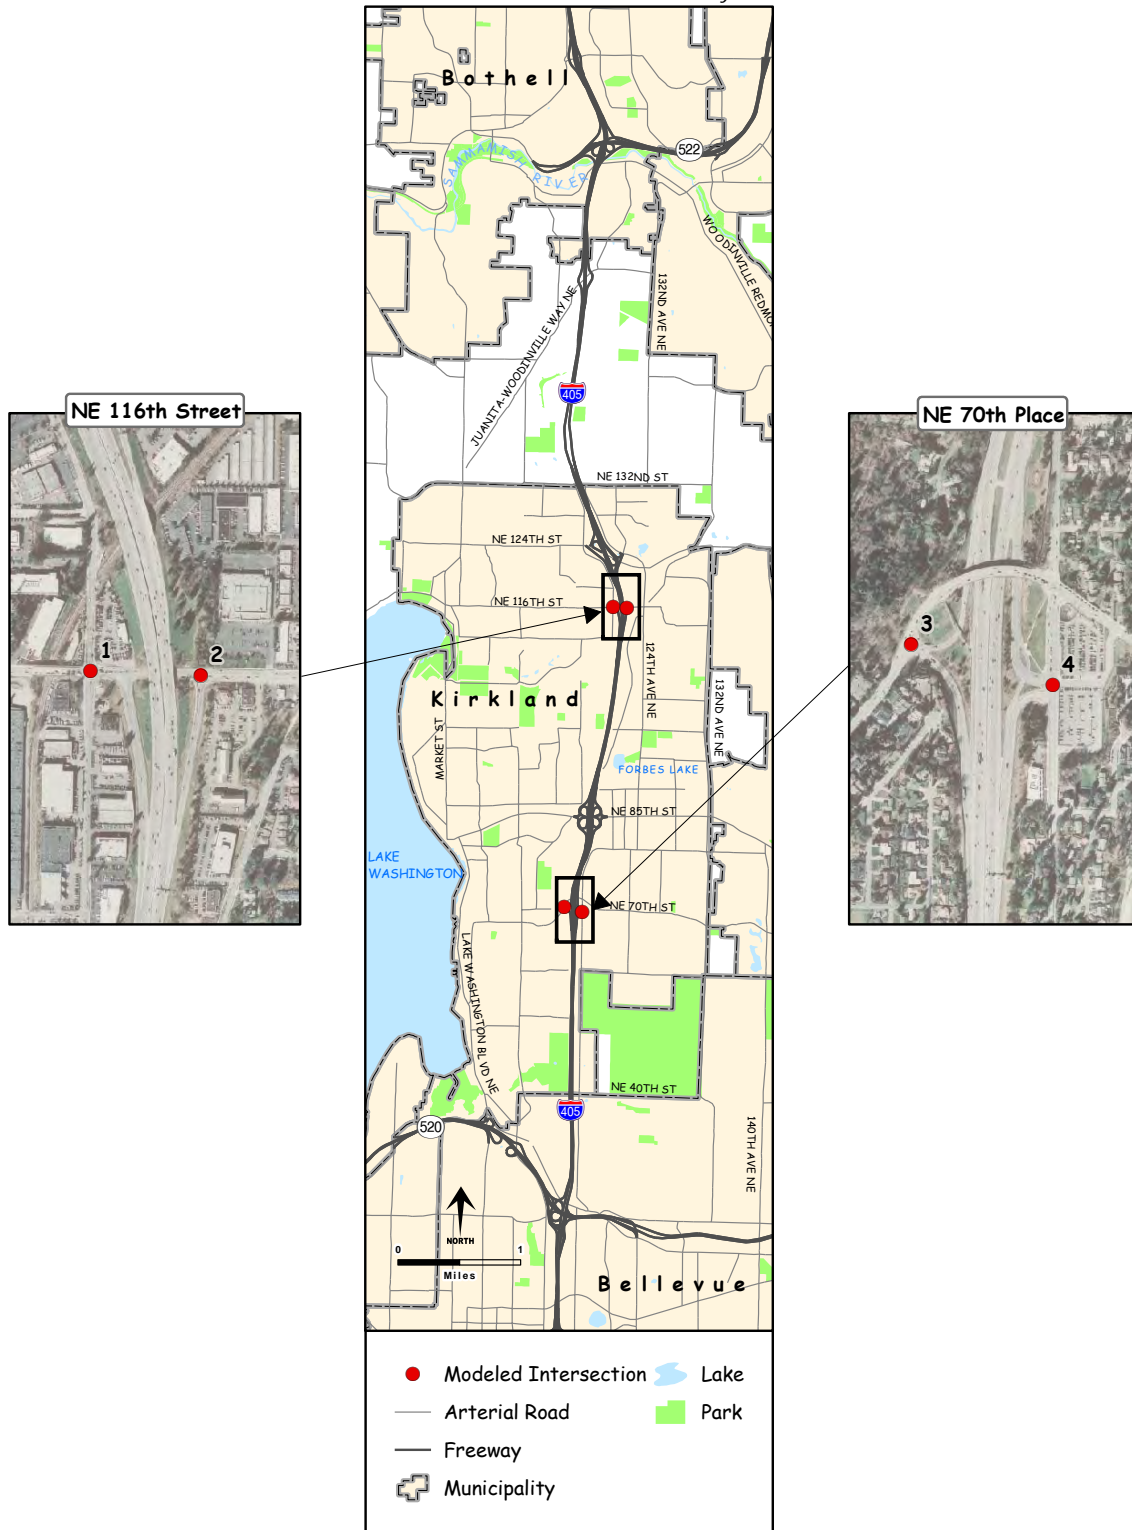 Bothell
522
SAMMAMISH RIVER
WOODINVILLE REDMO
132ND AVE NE
JUANITA-WOODINVILLE WAY NE
405
NE 116th Street
NE 70th Place
NE 132ND ST
NE 124TH ST
NE 116TH ST
1
2
3
4
124TH AVE NE
132ND AVE NE
Kirkland
MARKET ST
FORBES LAKE
NE 85TH ST
LAKE
WASHINGTON
NE 70TH ST
LAKE WASHINGTON BLVD NE
NE 40TH ST
405
520
140TH AVE NE
NORTH
0 1
Miles
Bellevue
Modeled Intersection
Lake
Arterial Road
Park
Freeway
Municipality